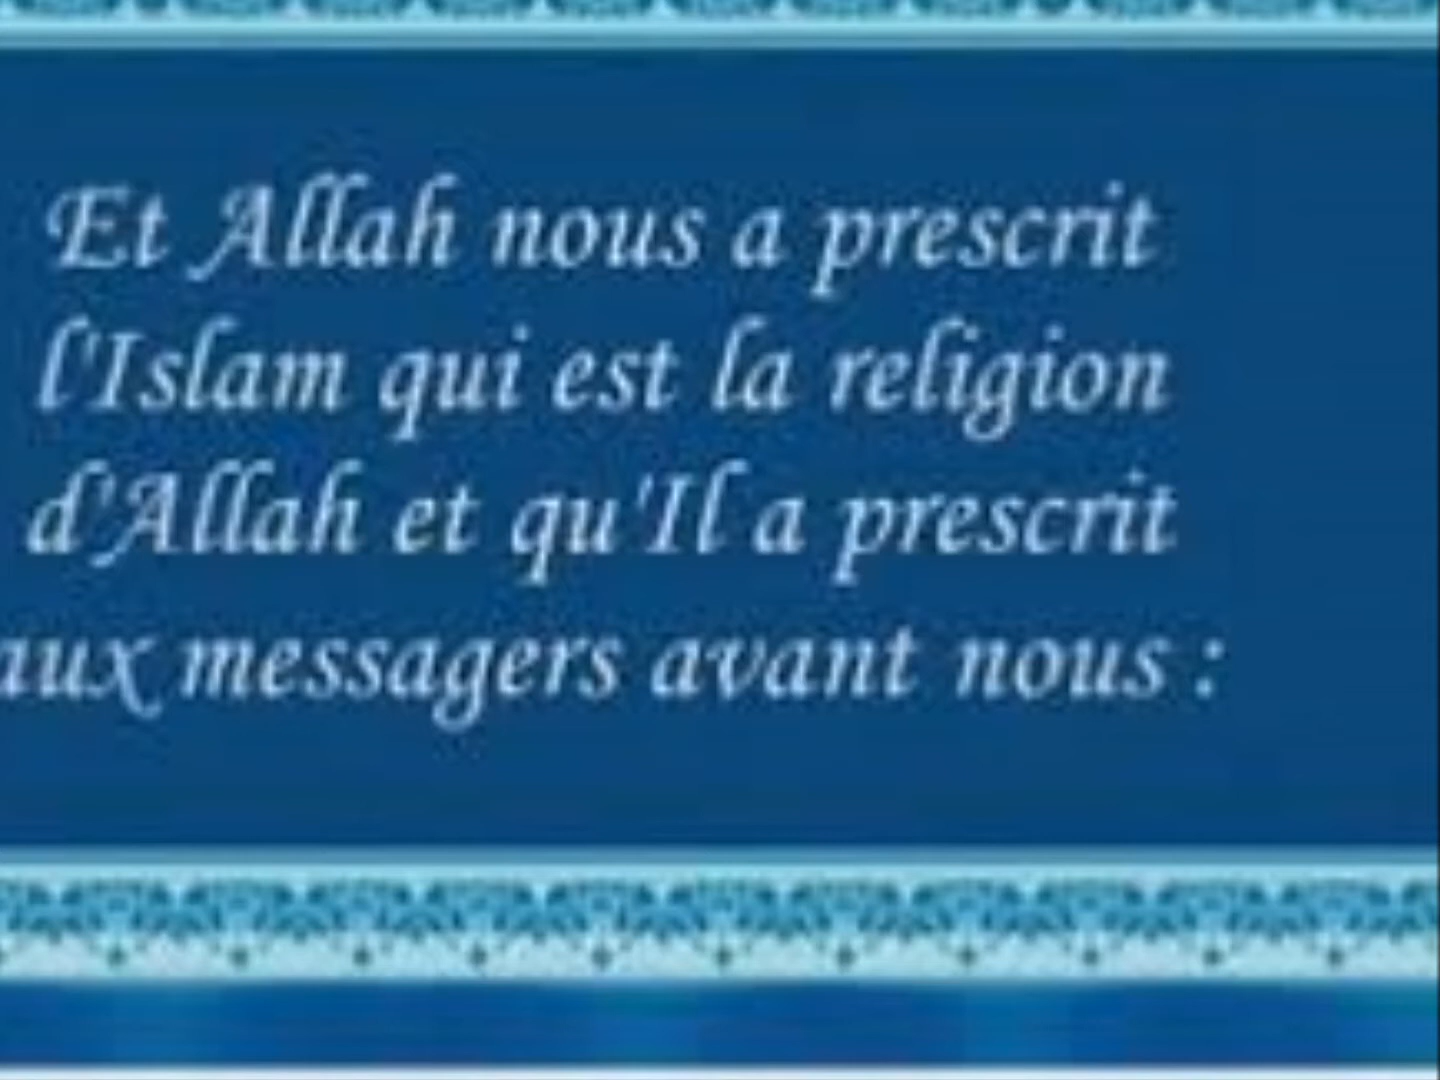 Et Allah nous a prescrit
l'Islam qui est la religion
d'Allah et qu'Il a prescrit
aux messagers avant nous :